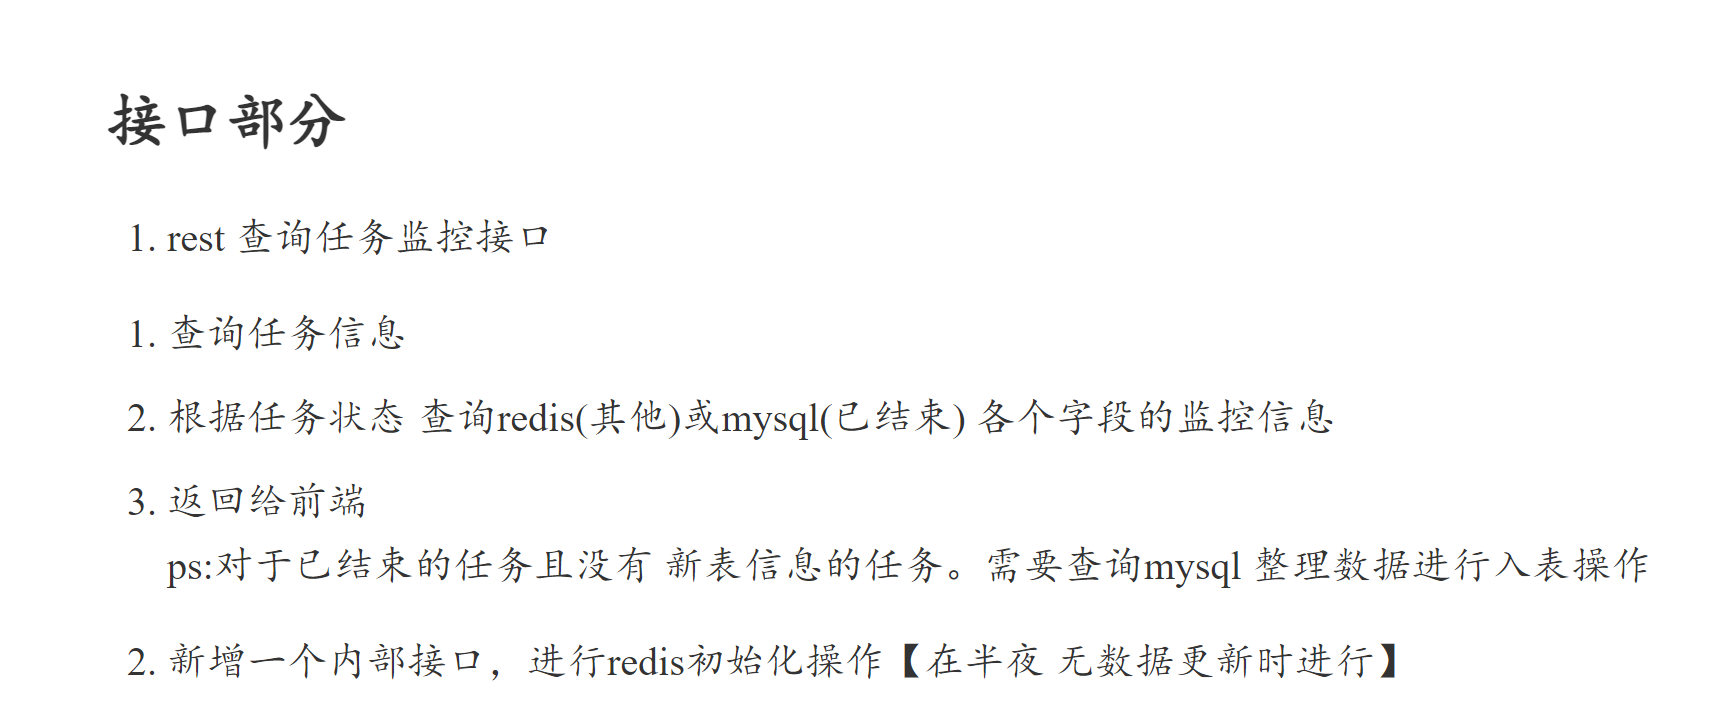 接口部分
1. rest 查询任务监控接口
1. 查询任务信息
2. 根据任务状态 查询redis(其他)或mysql(已结束) 各个字段的监控信息
3. 返回给前端
ps:对于已结束的任务且没有 新表信息的任务。需要查询mysql 整理数据进行入表操作
2. 新增一个内部接口，进行redis初始化操作【在半夜 无数据更新时进行】